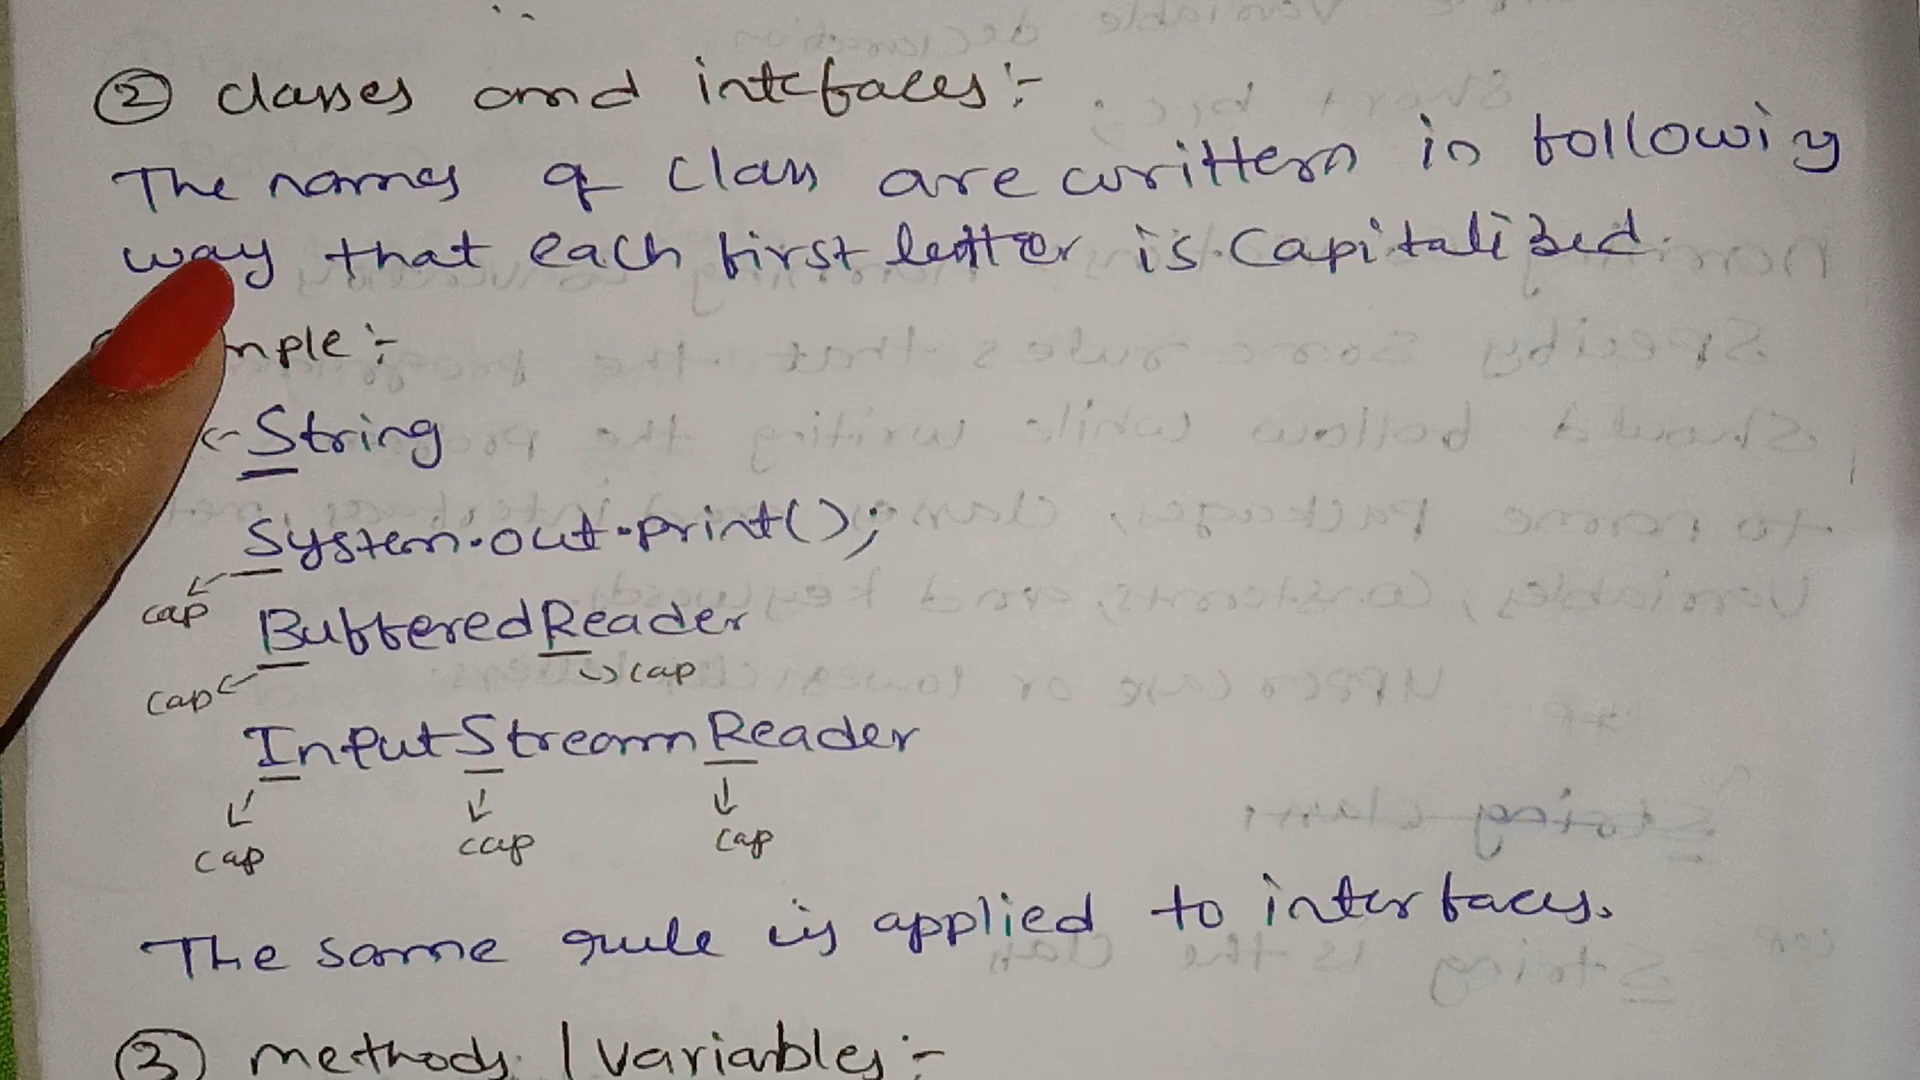 ② classes and intefaces :-
The names of class are written in following
way that each first letter is Capitalized.
mple :-
String
System.out.print();
cap
BufferedReader
cap cap
InputStreamReader
cap cap cap
The same rule is applied to interfaces.
③ methods / variables :-